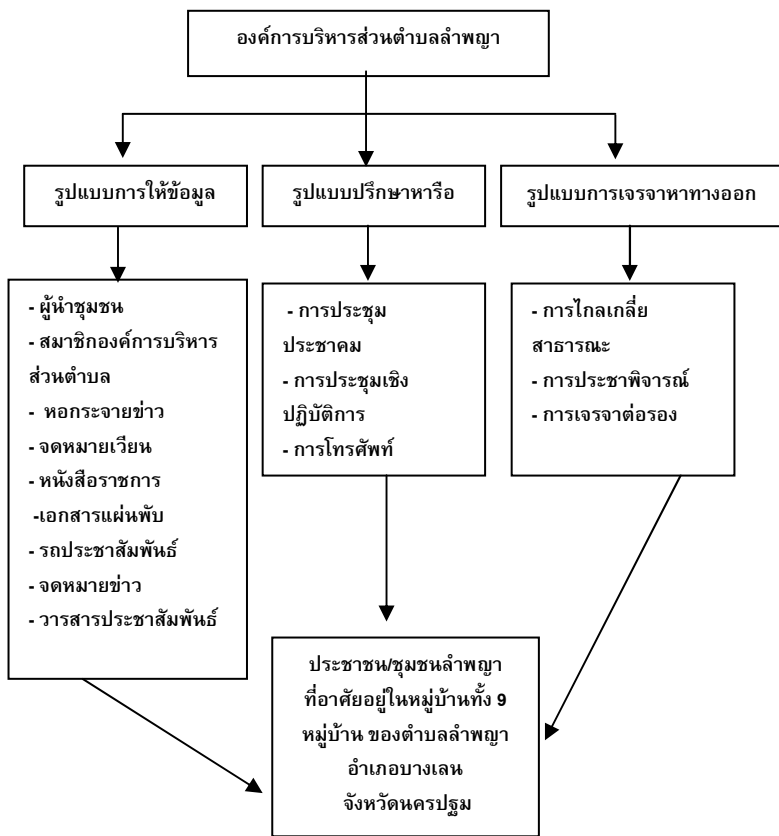 องค์การบริหารส่วนตำบลลำพญา
รูปแบบการให้ข้อมูล
รูปแบบปรึกษาหารือ
รูปแบบการเจรจาหาทางออก
- ผู้นำชุมชน
- สมาชิกองค์การบริหาร
ส่วนตำบล
- หอกระจายข่าว
- จดหมายเวียน
- หนังสือราชการ
-เอกสารแผ่นพับ
- รถประชาสัมพันธ์
- จดหมายข่าว
- วารสารประชาสัมพันธ์
- การประชุม
ประชาคม
- การประชุมเชิง
ปฏิบัติการ
- การโทรศัพท์
- การไกลเกลี่ย
สาธารณะ
- การประชาพิจารณ์
- การเจรจาต่อรอง
ประชาชน/ชุมชนลำพญา
ที่อาศัยอยู่ในหมู่บ้านทั้ง 9
หมู่บ้าน ของตำบลลำพญา
อำเภอบางเลน
จังหวัดนครปฐม